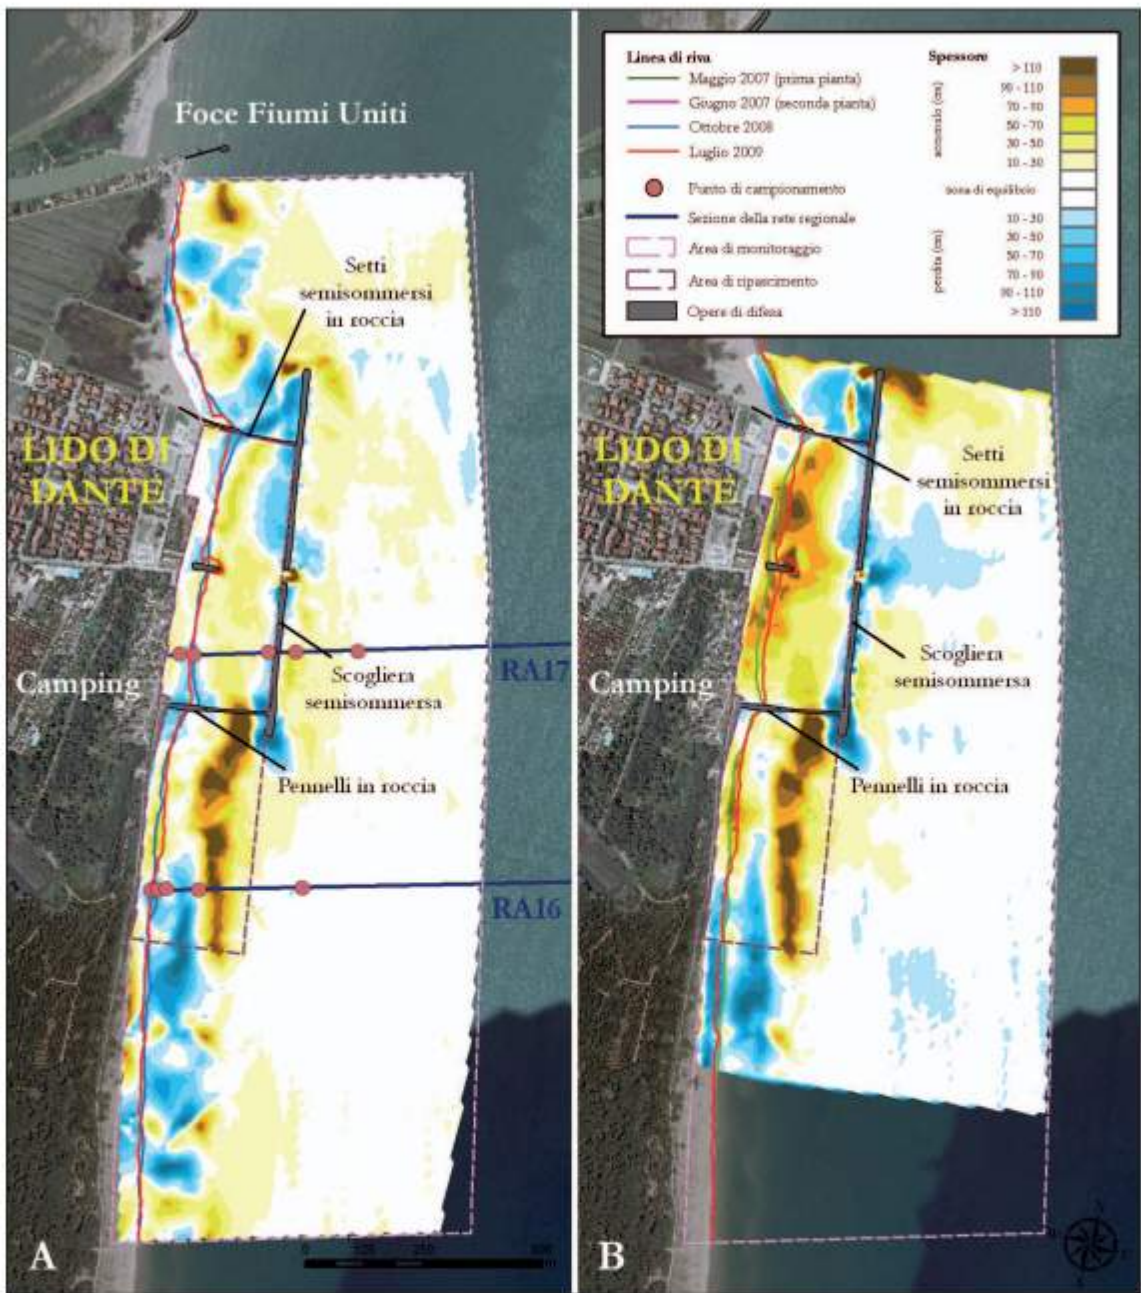 Foce Fiumi Uniti
Setti
semisommersi
in roccia
LIDO DI
DANTE
RA17
Camping
Scogliera
semisommersa
Pennelli in roccia
RA16
A
0
250
Linea di riva
Maggio 2007 (prima pianta)
Giugno 2007 (seconda pianta)
Ottobre 2008
Luglio 2009
Punto di campionamento
Sezione della rete regionale
Area di monitoraggio
Area di ripascimento
Opere di difesa
Spessore
accumulo (cm)
> 110
90 - 110
70 - 90
50 - 70
30 - 50
10 - 30
zona di equilibrio
perdita (cm)
10 - 30
30 - 50
50 - 70
70 - 90
90 - 110
> 110
LIDO DI
DANTE
Setti
semisommersi
in roccia
Camping
Scogliera
semisommersa
Pennelli in roccia
B